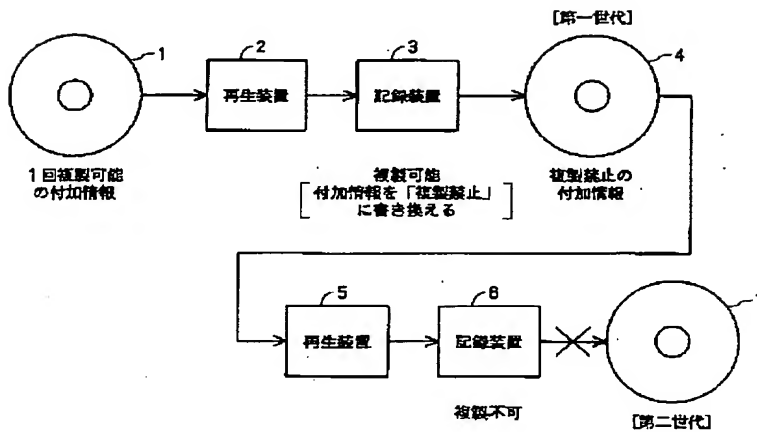 [第一世代]
1
2
3
4
再生装置
記録装置
1回複製可能
の付加情報
複製可能
付加情報を「複製禁止」
に書き換える
複製禁止の
付加情報
5
6
再生装置
記録装置
複製不可
[第二世代]